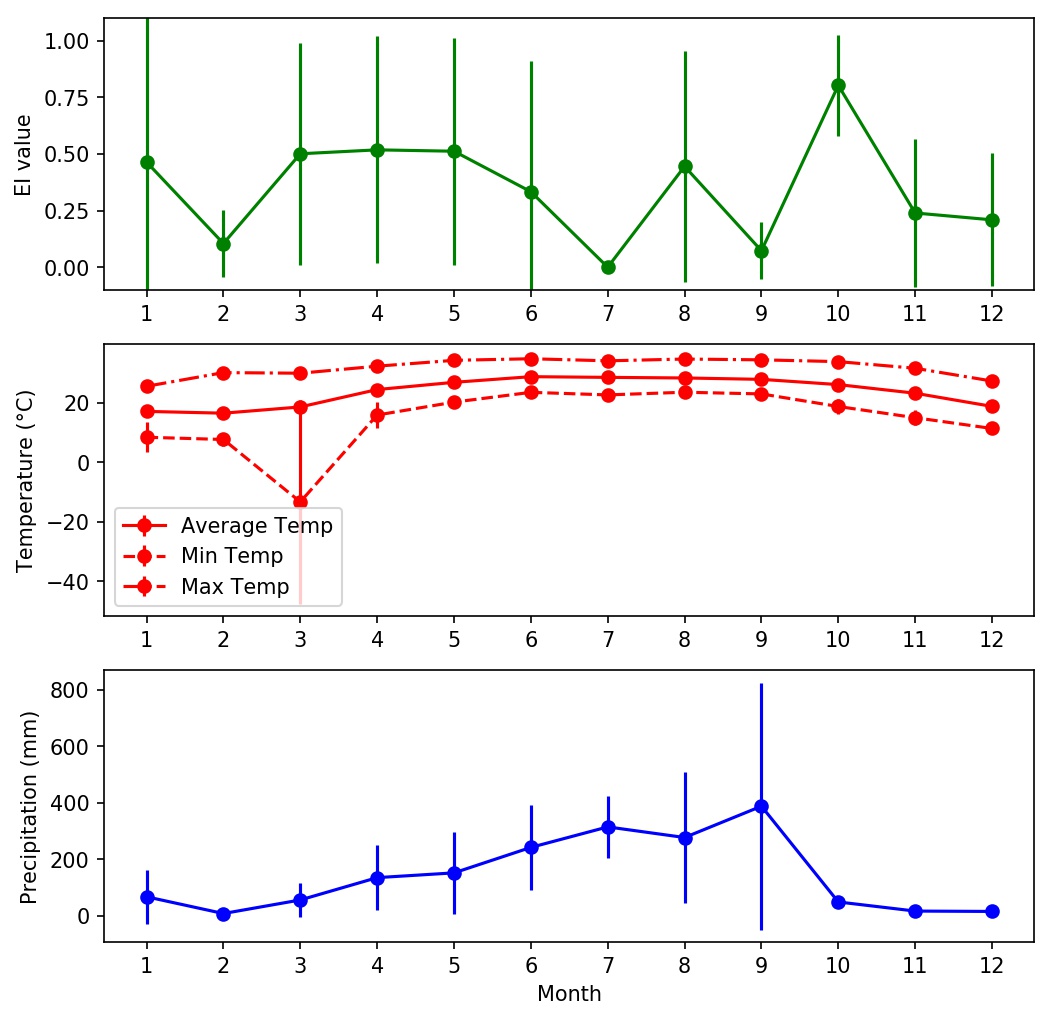 1.00
0.75
0.50
0.25
0.00
EI value
1 2 3 4 5 6 7 8 9 10 11 12
20
0
−20
−40
Temperature (°C)
Average Temp
Min Temp
Max Temp
1 2 3 4 5 6 7 8 9 10 11 12
800
600
400
200
0
Precipitation (mm)
1 2 3 4 5 6 7 8 9 10 11 12
Month